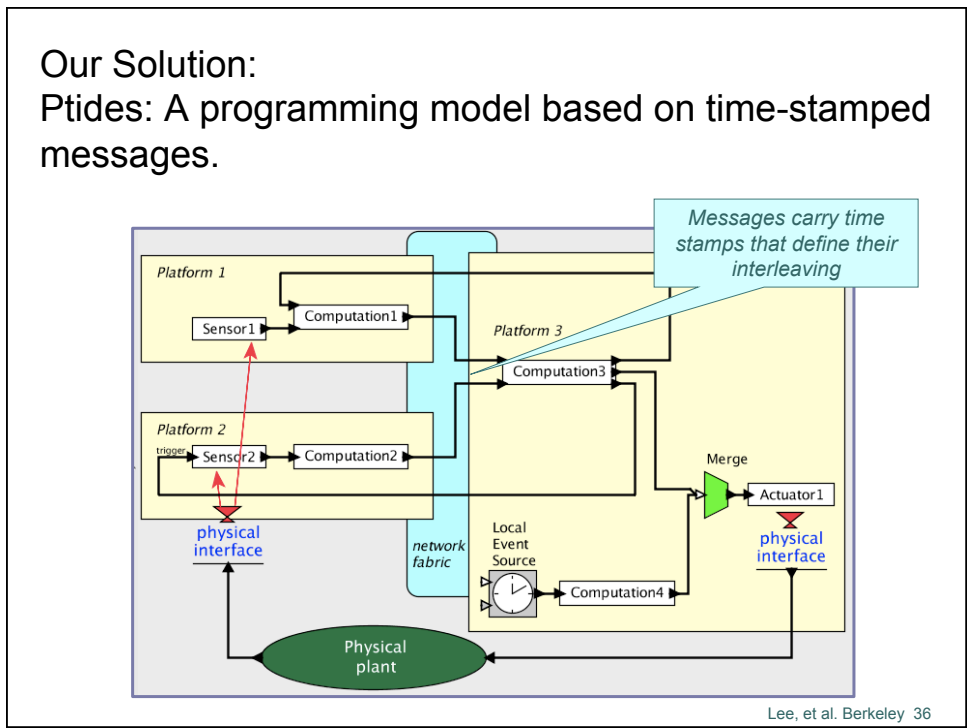 Our Solution:
Ptides: A programming model based on time-stamped
messages.
Messages carry time
stamps that define their
interleaving
Platform 1
Sensor1
Computation1
Platform 3
Computation3
Platform 2
trigger
Sensor2
Computation2
Merge
Actuator1
physical
interface
network
fabric
Local
Event
Source
Computation4
physical
interface
Physical
plant
Lee, et al. Berkeley 36